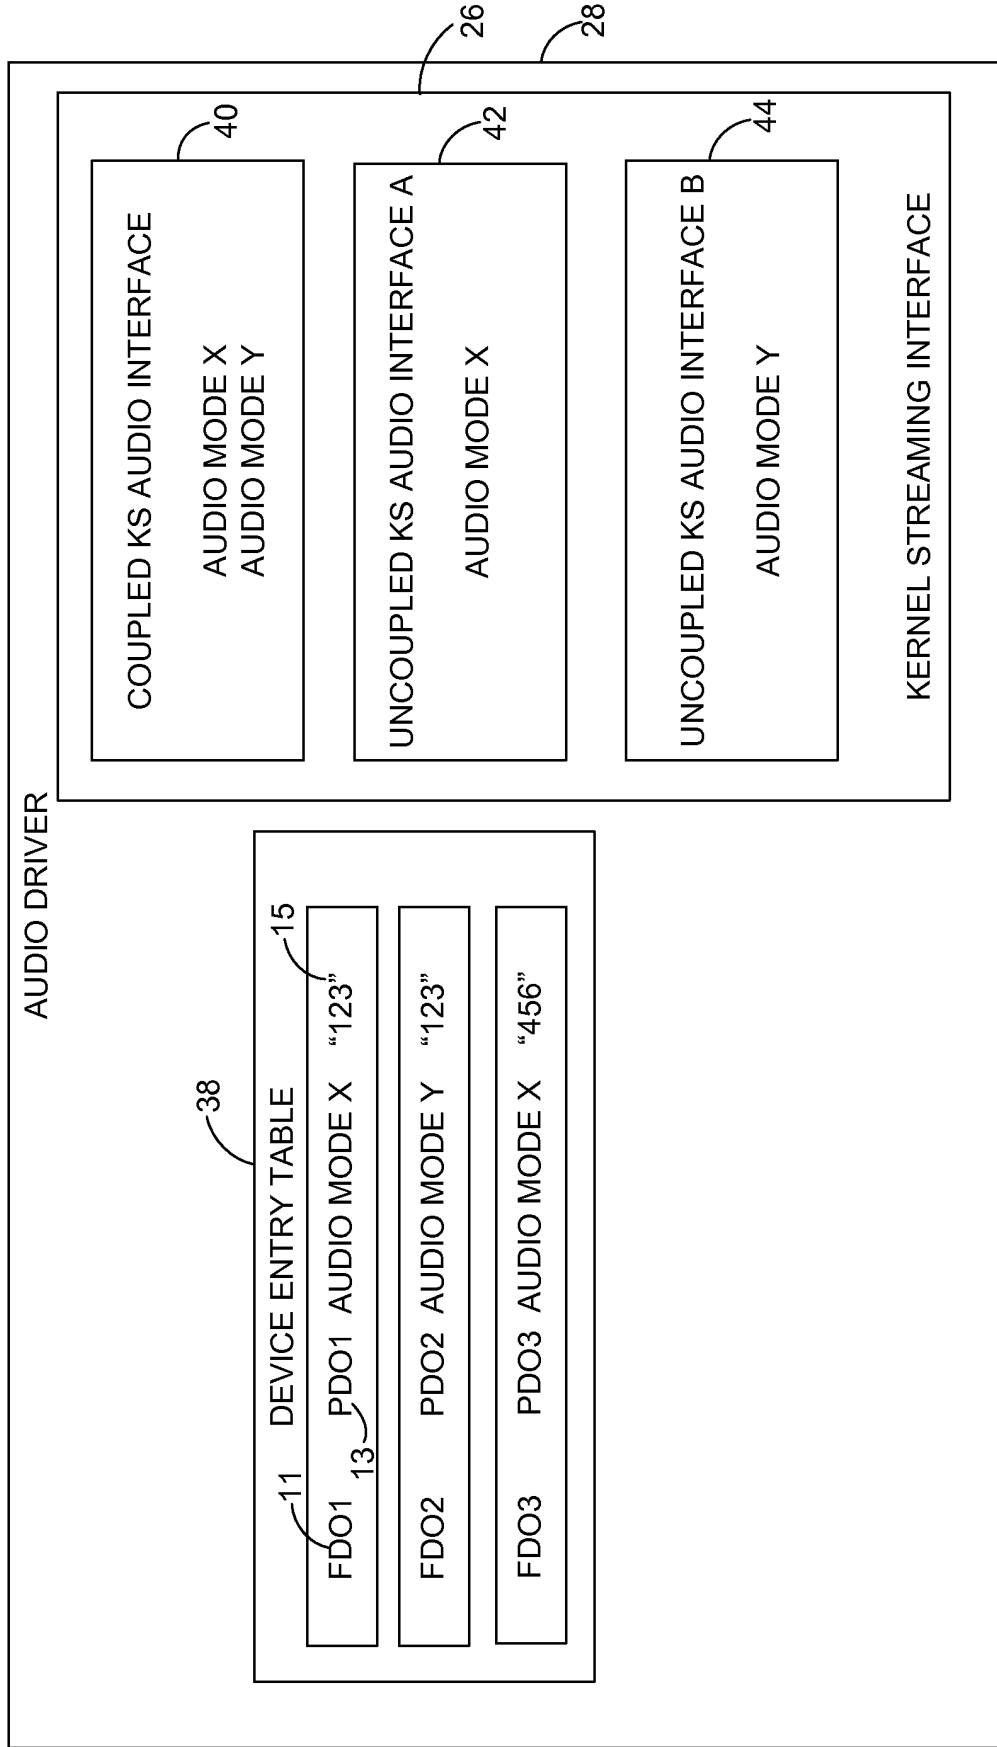 AUDIO DRIVER
38
DEVICE ENTRY TABLE
11
13
15
FDO1 PDO1 AUDIO MODE X “123”
FDO2 PDO2 AUDIO MODE Y “123”
FDO3 PDO3 AUDIO MODE X “456”
COUPLED KS AUDIO INTERFACE
AUDIO MODE X
AUDIO MODE Y
40
UNCOUPLED KS AUDIO INTERFACE A
AUDIO MODE X
42
UNCOUPLED KS AUDIO INTERFACE B
AUDIO MODE Y
44
KERNEL STREAMING INTERFACE
26
28